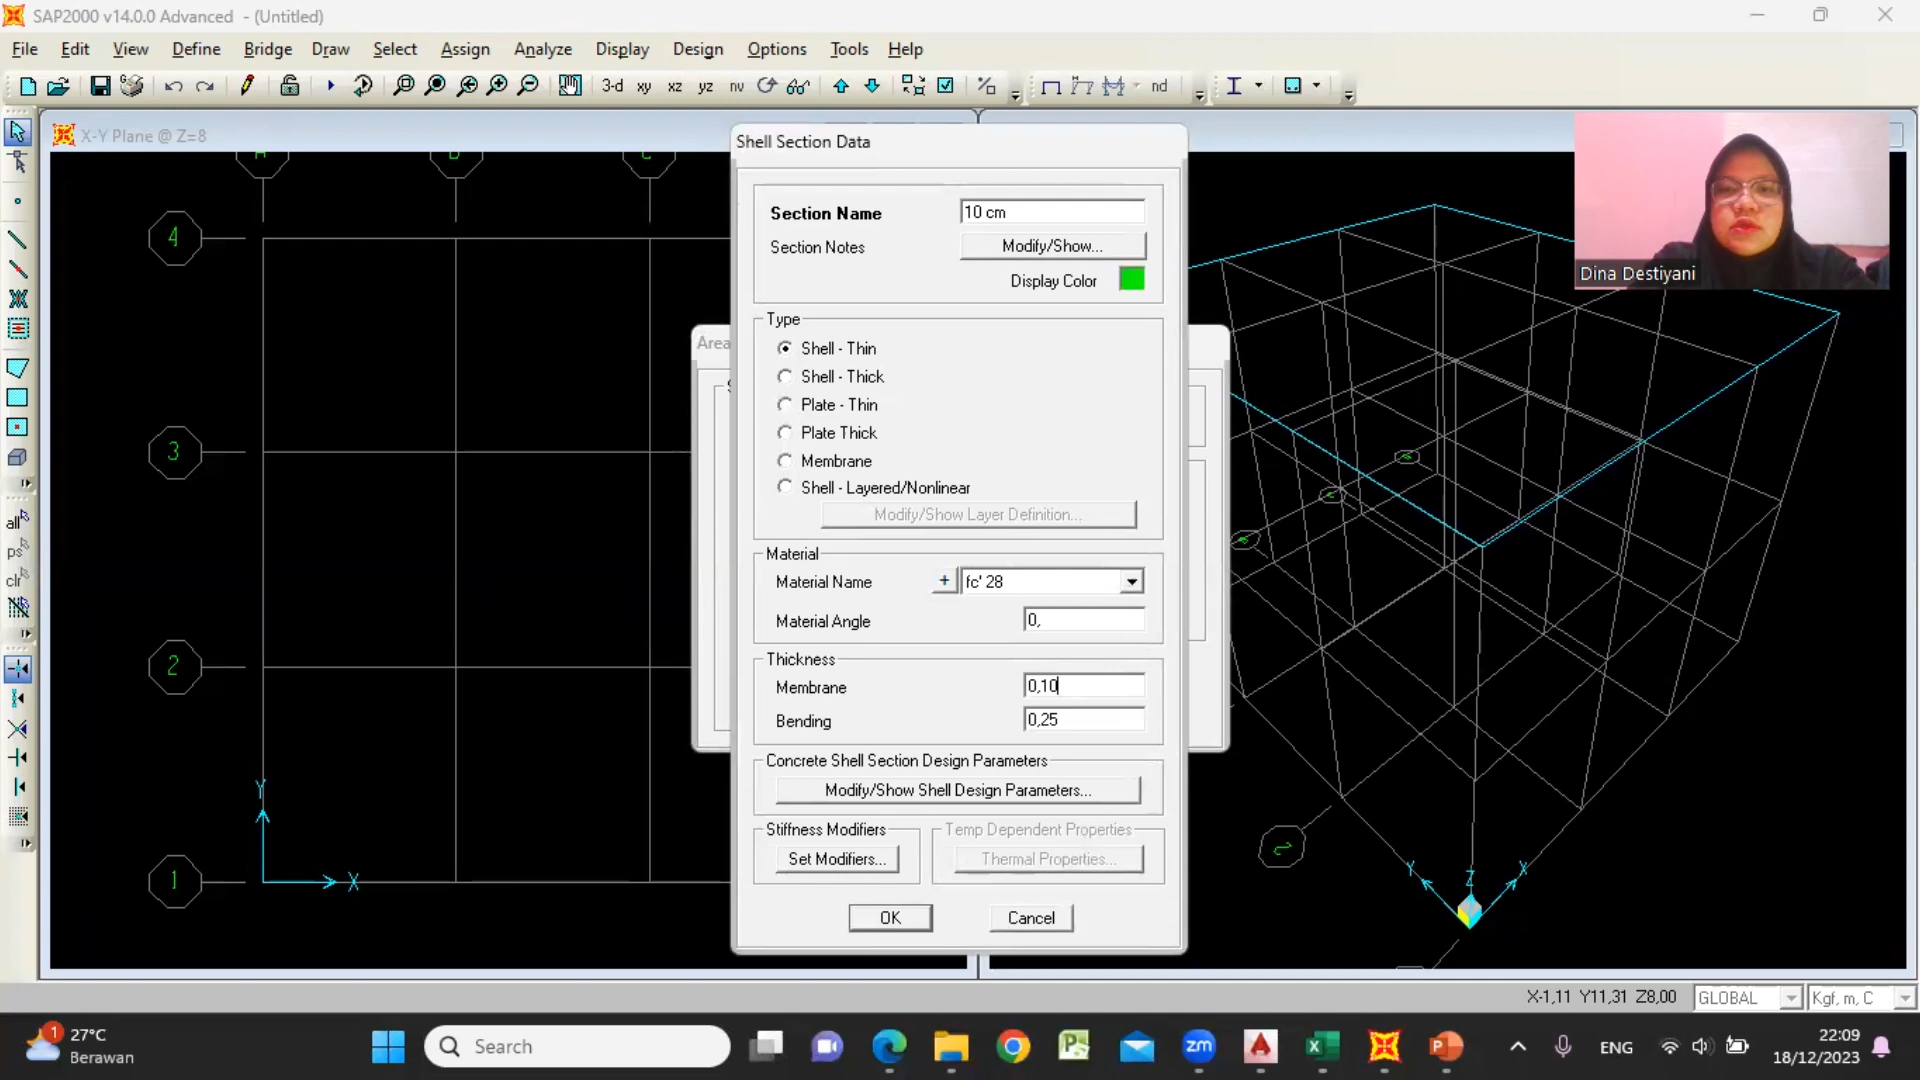 SAP2000 v14.0.0 Advanced - (Untitled)
File Edit View Define Bridge Draw Select Assign Analyze Display Design Options Tools Help
3-d xy xz yz nv nd
X-Y Plane @ Z=8
Shell Section Data
Section Name 10 cm
Section Notes Modify/Show...
Display Color
Dina Destiyani
Area
Type
Shell - Thin
Shell - Thick
Plate - Thin
Plate Thick
Membrane
Shell - Layered/Nonlinear
Modify/Show Layer Definition...
Material
Material Name + fc' 28
Material Angle 0,
Thickness
Membrane 0,10
Bending 0,25
Concrete Shell Section Design Parameters
Modify/Show Shell Design Parameters...
Stiffness Modifiers Temp Dependent Properties
Set Modifiers... Thermal Properties...
OK Cancel
4
3
2
1
Y
X
all
ps
clr
Y Z X
X-1,11 Y11,31 Z8,00 GLOBAL Kgf, m, C
1
27°C
Berawan
Search
zm
ENG
22:09
18/12/2023